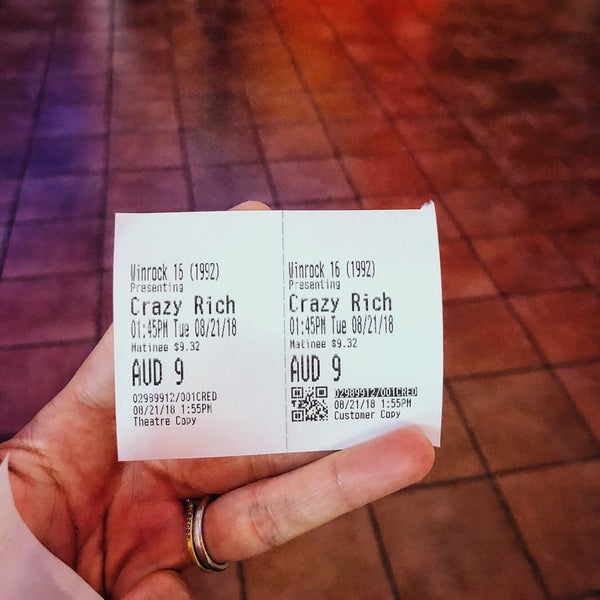 Winrock 16 (1992)
Presenting
Crazy Rich
01:45PM Tue 08/21/18
Matinee $9.32
AUD 9
02989912/001CRED
08/21/18 1:55PM
Theatre Copy
Winrock 16 (1992)
Presenting
Crazy Rich
01:45PM Tue 08/21/18
Matinee $9.32
AUD 9
02989912/001CRED
08/21/18 1:55PM
Customer Copy